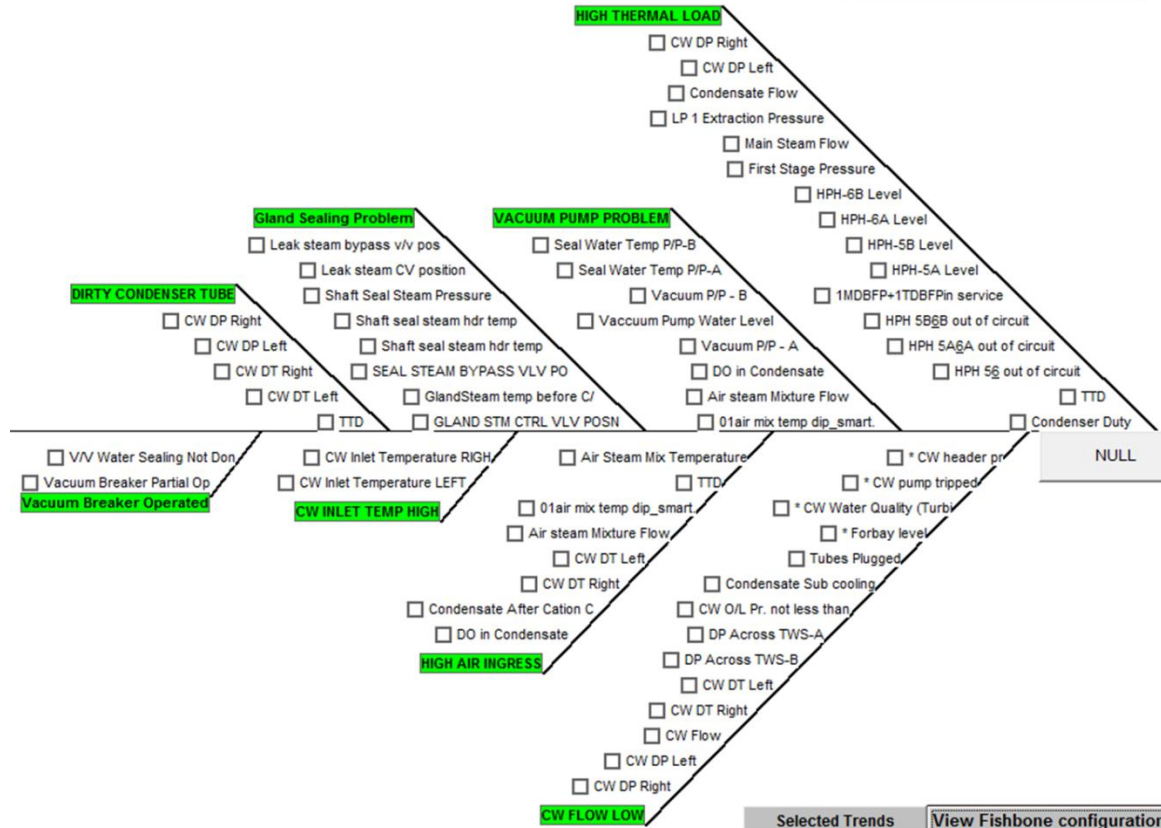 HIGH THERMAL LOAD
CW DP Right
CW DP Left
Condensate Flow
LP 1 Extraction Pressure
Main Steam Flow
First Stage Pressure
HPH-6B Level
HPH-6A Level
HPH-5B Level
HPH-5A Level
1MDBFP+1TDBFPin service
HPH 5B6B out of circuit
HPH 5A6A out of circuit
HPH 56 out of circuit
TTD
Condenser Duty
VACUUM PUMP PROBLEM
Seal Water Temp P/P-B
Seal Water Temp P/P-A
Vacuum P/P - B
Vaccuum Pump Water Level
Vacuum P/P - A
DO in Condensate
Air steam Mixture Flow
01air mix temp dip_smart.
Gland Sealing Problem
Leak steam bypass v/v pos
Leak steam CV position
Shaft Seal Steam Pressure
Shaft seal steam hdr temp
Shaft seal steam hdr temp
SEAL STEAM BYPASS VLV PO
GlandSteam temp before C/
GLAND STM CTRL VLV POSN
DIRTY CONDENSER TUBE
CW DP Right
CW DP Left
CW DT Right
CW DT Left
TTD
V/V Water Sealing Not Don
Vacuum Breaker Partial Op
Vacuum Breaker Operated
CW Inlet Temperature RIGH
CW Inlet Temperature LEFT
CW INLET TEMP HIGH
Air Steam Mix Temperature
TTD
01air mix temp dip_smart.
Air steam Mixture Flow
CW DT Left
CW DT Right
Condensate After Cation C
DO in Condensate
HIGH AIR INGRESS
* CW header pr
* CW pump tripped
* CW Water Quality (Turbi
* Forbay level
Tubes Plugged
Condensate Sub cooling
CW O/L Pr. not less than
DP Across TWS-A
DP Across TWS-B
CW DT Left
CW DT Right
CW Flow
CW DP Left
CW DP Right
CW FLOW LOW
NULL
Selected Trends
View Fishbone configuration